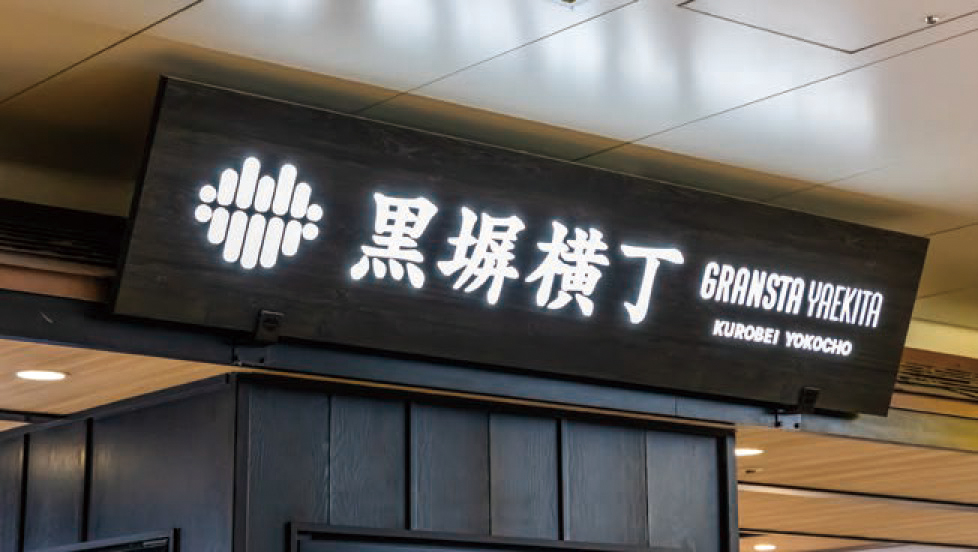 黒塀横丁
GRANSTA YAEKITA
KUROBEI YOKOCHO